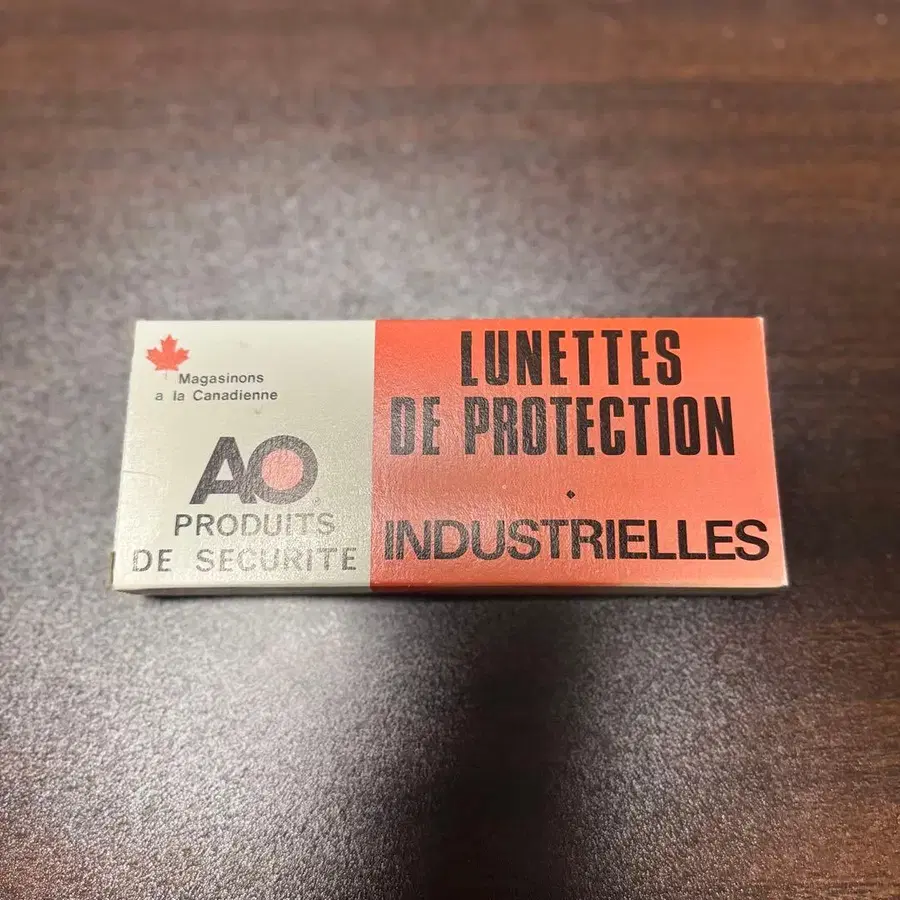 Magasinons
a la Canadienne
AO
PRODUITS
DE SECURITE
LUNETTES
DE PROTECTION
INDUSTRIELLES